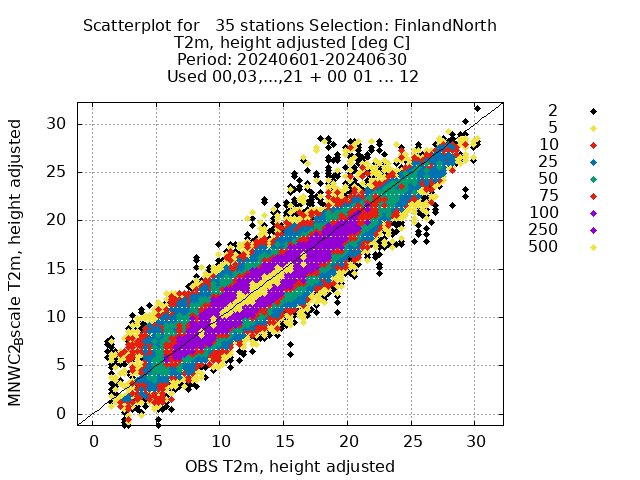 Scatterplot for   35 stations Selection: FinlandNorth
T2m, height adjusted [deg C]
Period: 20240601-20240630
Used 00,03,...,21 + 00 01 ... 12
MNWC2_Bscale T2m, height adjusted
30
25
20
15
10
5
0
0 5 10 15 20 25 30
OBS T2m, height adjusted
2
5
10
25
50
75
100
250
500